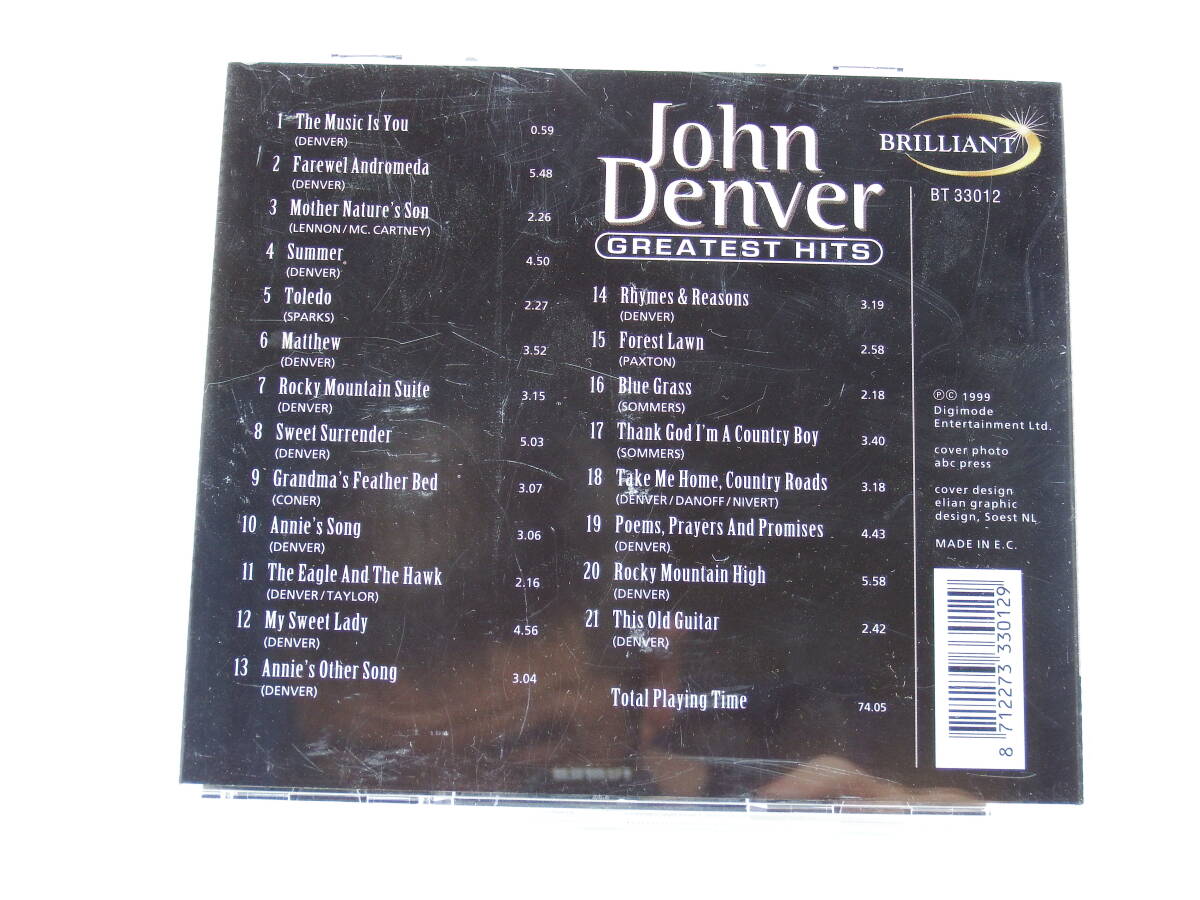 1 The Music Is You 0.59
(DENVER)
2 Farewel Andromeda 5.48
(DENVER)
3 Mother Nature's Son 2.26
(LENNON / MC. CARTNEY)
4 Summer 4.50
(DENVER)
5 Toledo 2.27
(SPARKS)
6 Matthew 3.52
(DENVER)
7 Rocky Mountain Suite 3.15
(DENVER)
8 Sweet Surrender 5.03
(DENVER)
9 Grandma's Feather Bed 3.07
(CONER)
10 Annie's Song 3.06
(DENVER)
11 The Eagle And The Hawk 2.16
(DENVER / TAYLOR)
12 My Sweet Lady 4.56
(DENVER)
13 Annie's Other Song 3.04
(DENVER)
John
Denver
GREATEST HITS
14 Rhymes & Reasons 3.19
(DENVER)
15 Forest Lawn 2.58
(PAXTON)
16 Blue Grass 2.18
(SOMMERS)
17 Thank God I'm A Country Boy 3.40
(SOMMERS)
18 Take Me Home, Country Roads 3.18
(DENVER / DANOFF / NIVERT)
19 Poems, Prayers And Promises 4.43
(DENVER)
20 Rocky Mountain High 5.58
(DENVER)
21 This Old Guitar 2.42
(DENVER)
Total Playing Time 74.05
BRILLIANT
BT 33012
℗© 1999
Digimode
Entertainment Ltd.
cover photo
abc press
cover design
elian graphic
design, Soest NL
MADE IN E.C.
8 712273 330129